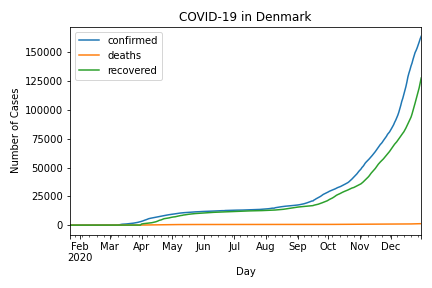 COVID-19 in Denmark
confirmed
deaths
recovered
Number of Cases
150000
125000
100000
75000
50000
25000
0
Feb Mar Apr May Jun Jul Aug Sep Oct Nov Dec
2020
Day